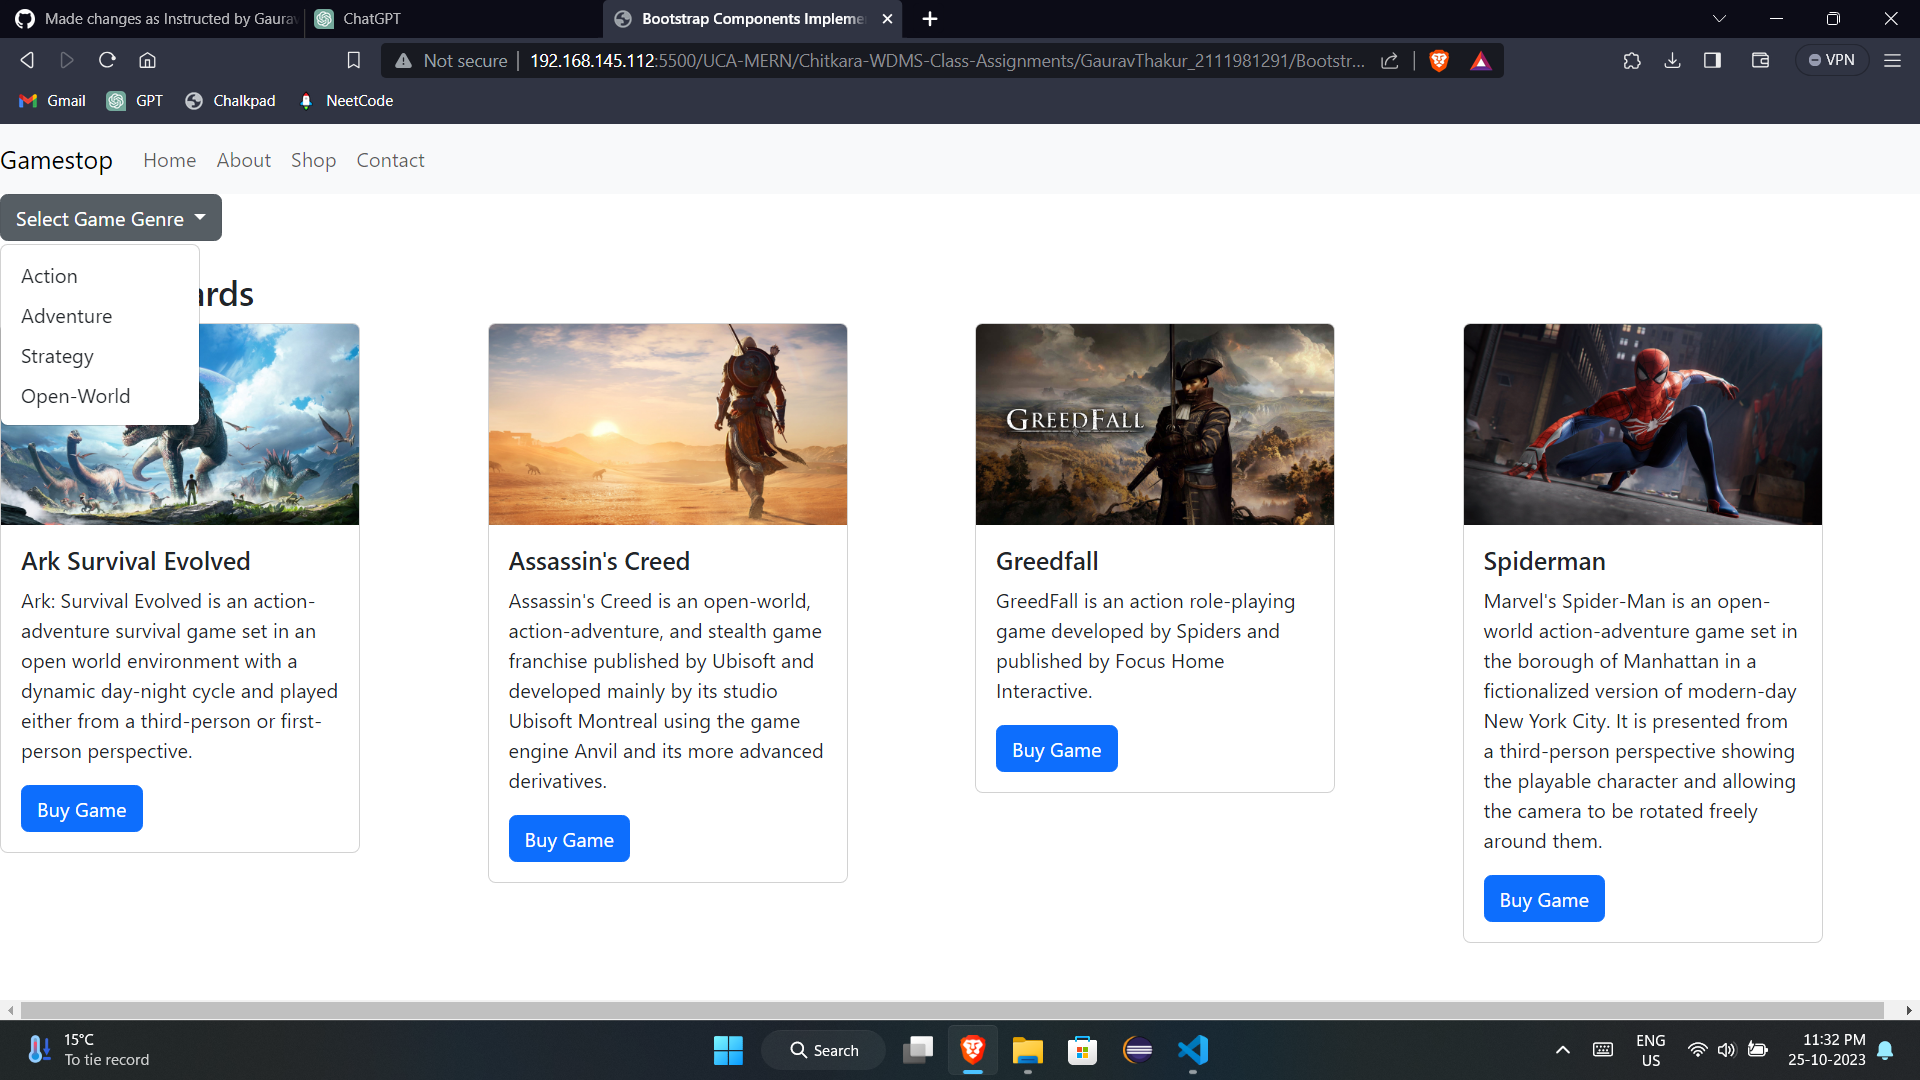 Made changes as Instructed by Gaurav
ChatGPT
Bootstrap Components Impleme
Not secure
192.168.145.112:5500/UCA-MERN/Chitkara-WDMS-Class-Assignments/GauravThakur_2111981291/Bootstr...
VPN
Gmail
GPT
Chalkpad
NeetCode
Gamestop
Home
About
Shop
Contact
Select Game Genre
Action
Adventure
Strategy
Open-World
ards
GREEDFALL
Ark Survival Evolved
Ark: Survival Evolved is an action-
adventure survival game set in an
open world environment with a
dynamic day-night cycle and played
either from a third-person or first-
person perspective.
Buy Game
Assassin's Creed
Assassin's Creed is an open-world,
action-adventure, and stealth game
franchise published by Ubisoft and
developed mainly by its studio
Ubisoft Montreal using the game
engine Anvil and its more advanced
derivatives.
Buy Game
Greedfall
GreedFall is an action role-playing
game developed by Spiders and
published by Focus Home
Interactive.
Buy Game
Spiderman
Marvel's Spider-Man is an open-
world action-adventure game set in
the borough of Manhattan in a
fictionalized version of modern-day
New York City. It is presented from
a third-person perspective showing
the playable character and allowing
the camera to be rotated freely
around them.
Buy Game
15°C
To tie record
Search
ENG
US
11:32 PM
25-10-2023